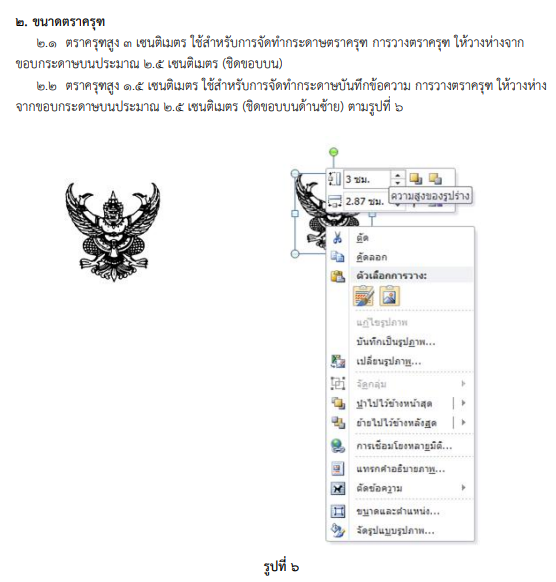 ๒. ขนาดตราครุฑ
๒.๑ ตราครุฑสูง ๓ เซนติเมตร ใช้สำหรับการจัดทำกระดาษตราครุฑ การวางตราครุฑ ให้วางห่างจาก
ขอบกระดาษบนประมาณ ๒.๕ เซนติเมตร (ชิดขอบบน)
๒.๒ ตราครุฑสูง ๑.๕ เซนติเมตร ใช้สำหรับการจัดทำกระดาษบันทึกข้อความ การวางตราครุฑ ให้วางห่าง
จากขอบกระดาษบนประมาณ ๒.๕ เซนติเมตร (ชิดขอบบนด้านซ้าย) ตามรูปที่ ๖
3 ซม.
ความสูงของรูปร่าง
2.87 ซม.
ตัด
คัดลอก
ตัวเลือกการวาง:
แก้ไขรูปภาพ
บันทึกเป็นรูปภาพ...
เปลี่ยนรูปภาพ...
จัดกลุ่ม
นำไปไว้ข้างหน้าสุด
ย้ายไปไว้ข้างหลังสุด
การเชื่อมโยงหลายมิติ...
แทรกคำอธิบายภาพ...
ตัดข้อความ
ขนาดและตำแหน่ง...
จัดรูปแบบรูปภาพ...
รูปที่ ๖